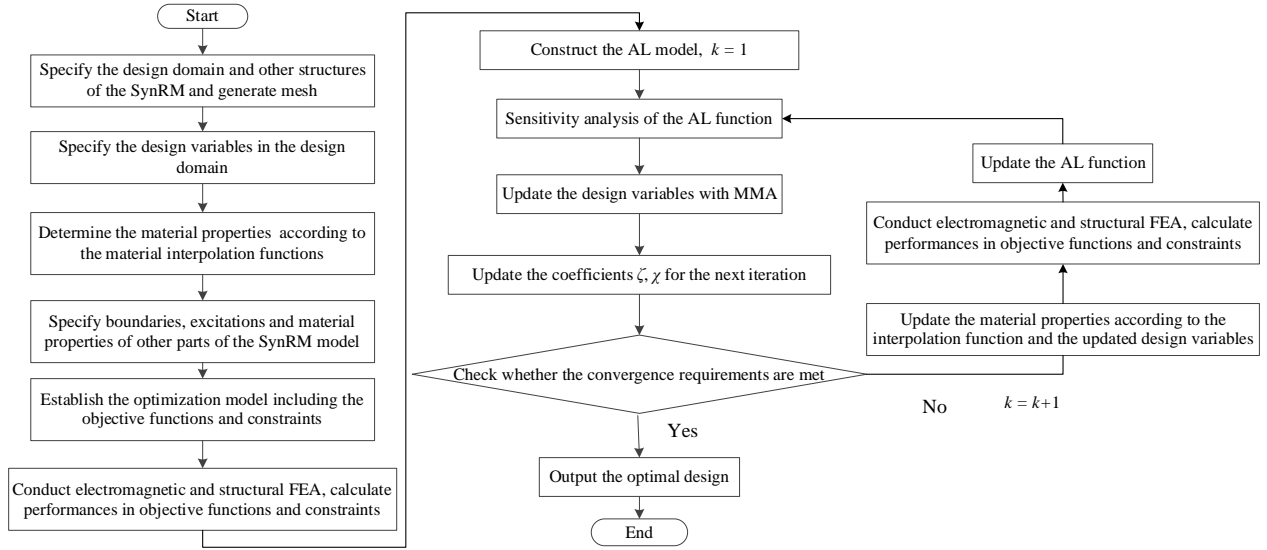 Start
Specify the design domain and other structures
of the SynRM and generate mesh
Specify the design variables in the design
domain
Determine the material properties according to
the material interpolation functions
Specify boundaries, excitations and material
properties of other parts of the SynRM model
Establish the optimization model including the
objective functions and constraints
Conduct electromagnetic and structural FEA, calculate
performances in objective functions and constraints
Construct the AL model, k = 1
Sensitivity analysis of the AL function
Update the design variables with MMA
Update the coefficients ζ, χ for the next iteration
Check whether the convergence requirements are met
Yes
Output the optimal design
End
No
k = k+1
Update the material properties according to the
interpolation function and the updated design variables
Conduct electromagnetic and structural FEA, calculate
performances in objective functions and constraints
Update the AL function